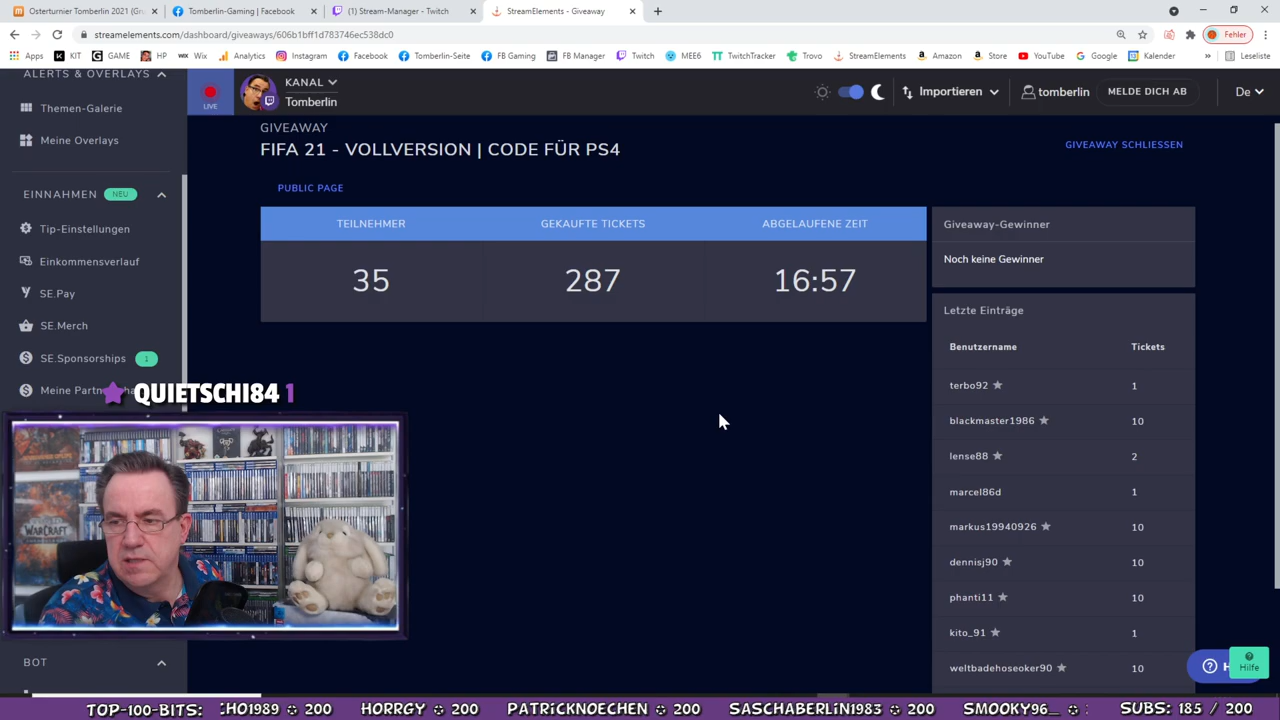 Osterturnier Tomberlin 2021 (Gru
Tomberlin-Gaming | Facebook
(1) Stream-Manager - Twitch
StreamElements - Giveaway
streamelements.com/dashboard/giveaways/606b1bff1d783746ec538dc0
Fehler
Apps
KIT
GAME
HP
Wix
Analytics
Instagram
Facebook
Tomberlin-Seite
FB Gaming
FB Manager
Twitch
MEE6
TwitchTracker
Trovo
StreamElements
Amazon
Store
YouTube
Google
Kalender
»
Leseliste
ALERTS & OVERLAYS
Themen-Galerie
Meine Overlays
EINNAHMEN NEU
Tip-Einstellungen
Einkommensverlauf
SE.Pay
SE.Merch
SE.Sponsorships 1
Meine Partn
BOT
LIVE
KANAL
Tomberlin
Importieren
tomberlin
MELDE DICH AB
De
GIVEAWAY
FIFA 21 - VOLLVERSION | CODE FÜR PS4
GIVEAWAY SCHLIESSEN
PUBLIC PAGE
TEILNEHMER
GEKAUFTE TICKETS
ABGELAUFENE ZEIT
35
287
16:57
Giveaway-Gewinner
Noch keine Gewinner
Letzte Einträge
Benutzername Tickets
terbo92 1
blackmaster1986 10
lense88 2
marcel86d 1
markus19940926 10
dennisj90 10
phanti11 10
kito_91 1
weltbadehoseoker90 10
Hilfe
QUIETSCHI84 1
WARCRAFT
TOP-100-BITS: CHO1989 200 HORRGY 200 PATRICKNOECHEN 200 SASCHABERLIN1983 200 SMOOKY96_ SUBS: 185 / 200